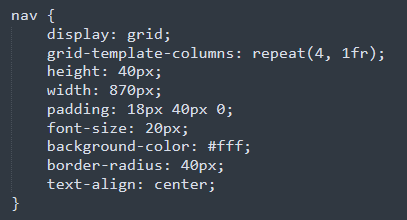 nav {
    display: grid;
    grid-template-columns: repeat(4, 1fr);
    height: 40px;
    width: 870px;
    padding: 18px 40px 0;
    font-size: 20px;
    background-color: #fff;
    border-radius: 40px;
    text-align: center;
}